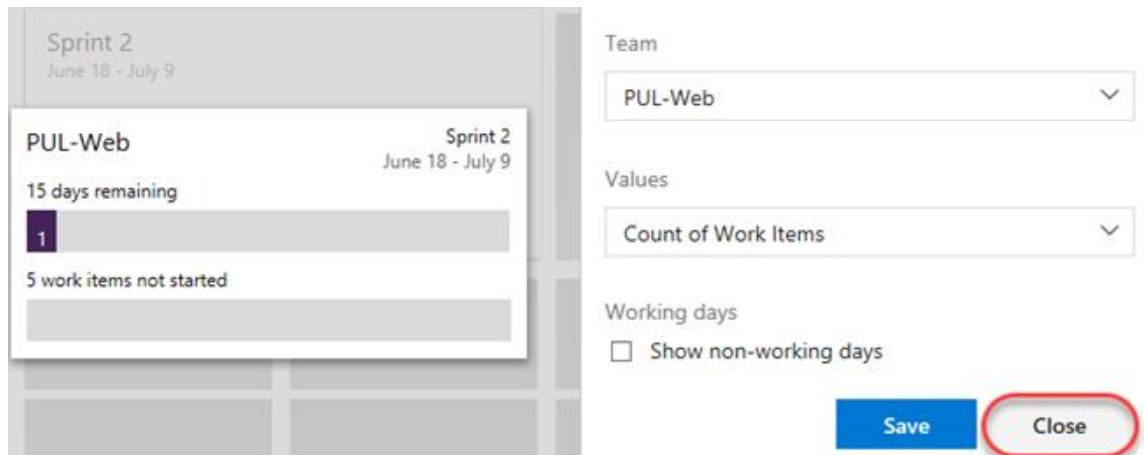 Sprint 2
June 18 - July 9
PUL-Web
Sprint 2
June 18 - July 9
15 days remaining
1
5 work items not started
Team
PUL-Web
Values
Count of Work Items
Working days
Show non-working days
Save
Close